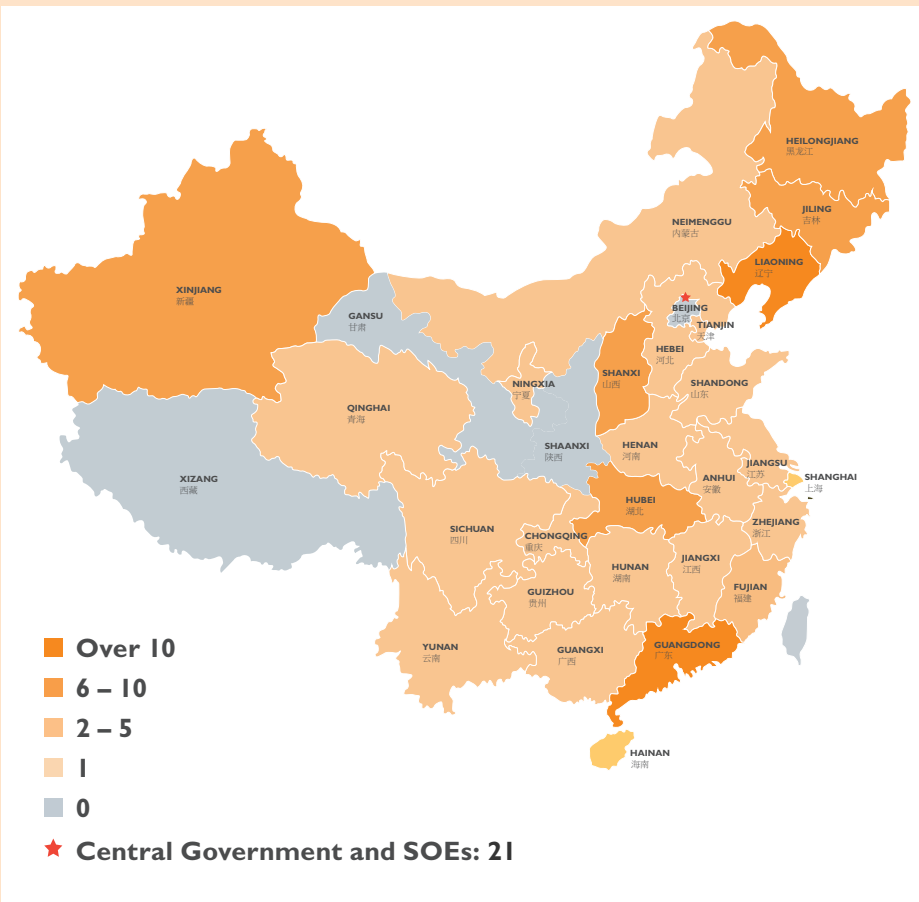 HEILONGJIANG
黑龙江
JILING
吉林
NEIMENGGU
内蒙古
LIAONING
辽宁
XINJIANG
新疆
GANSU
甘肃
BEIJING
北京
TIANJIN
天津
HEBEI
河北
SHANXI
山西
NINGXIA
宁夏
SHANDONG
山东
QINGHAI
青海
SHAANXI
陕西
HENAN
河南
JIANGSU
江苏
ANHUI
安徽
SHANGHAI
上海
XIZANG
西藏
HUBEI
湖北
SICHUAN
四川
CHONGQING
重庆
ZHEJIANG
浙江
JIANGXI
江西
HUNAN
湖南
FUJIAN
福建
GUIZHOU
贵州
YUNAN
云南
GUANGXI
广西
GUANGDONG
广东
HAINAN
海南
Over 10
6 – 10
2 – 5
1
0
Central Government and SOEs: 21